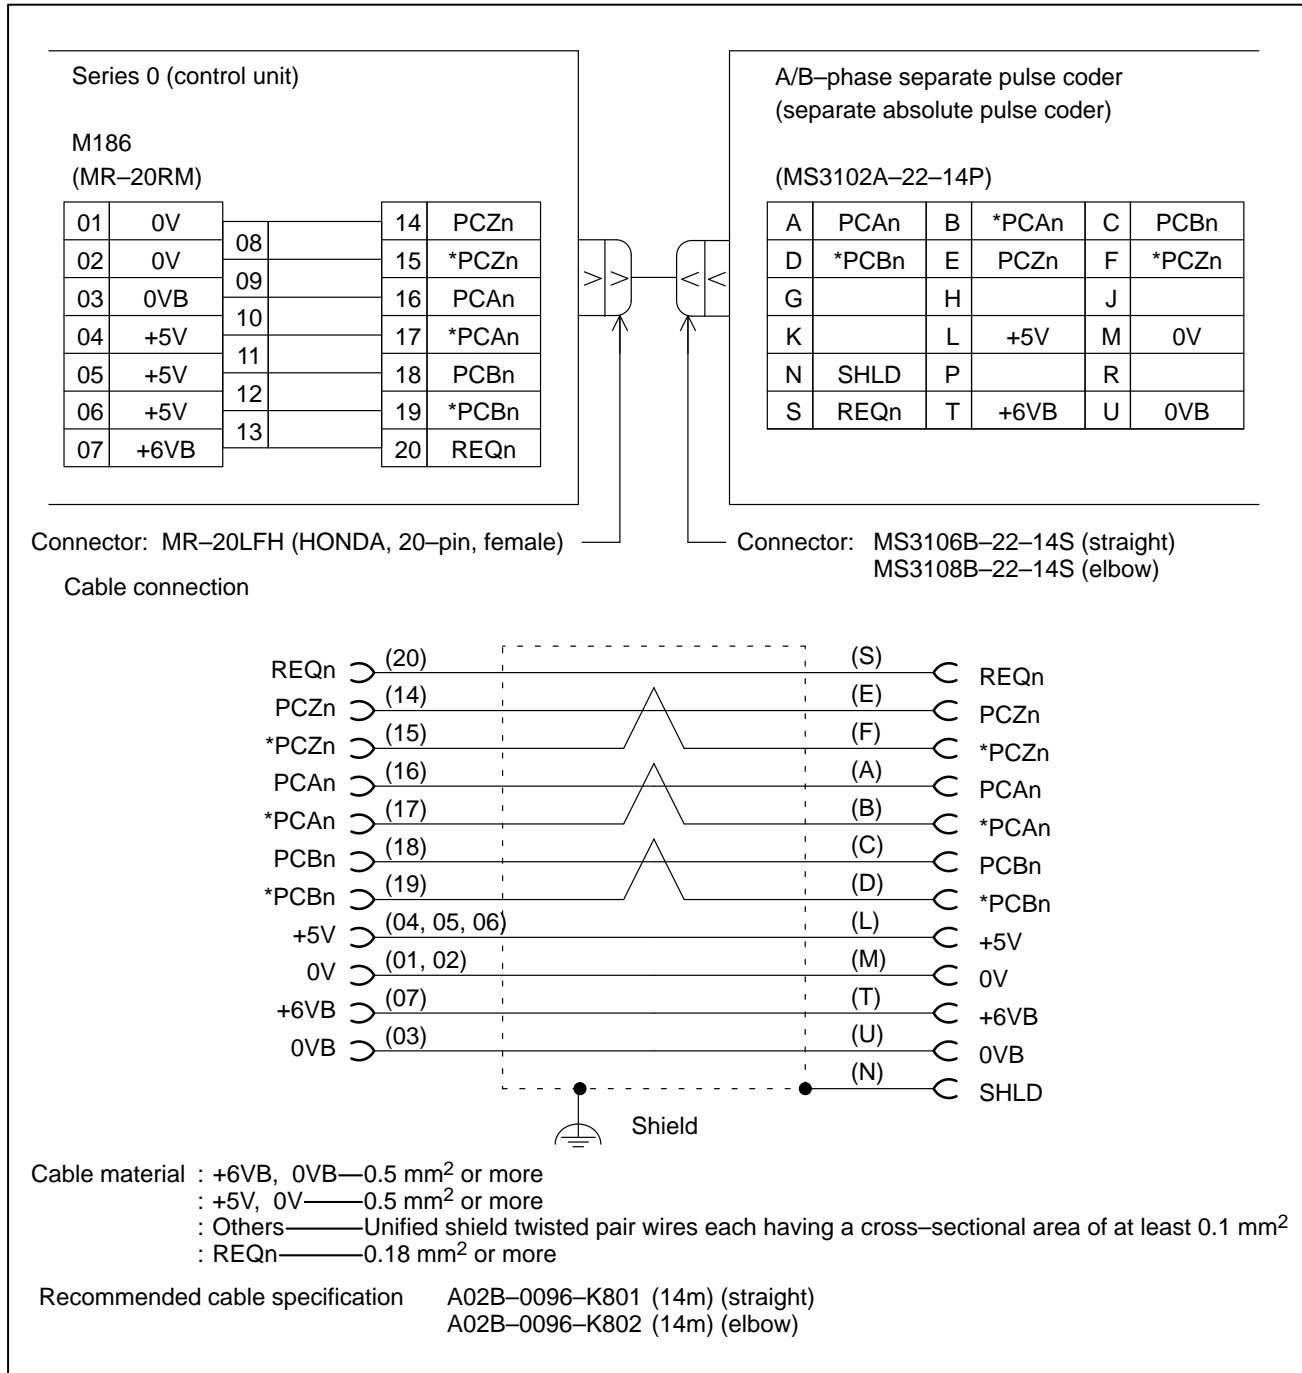 Series 0 (control unit)
M186
(MR–20RM)
01 0V
02 0V
03 0VB
04 +5V
05 +5V
06 +5V
07 +6VB
08
09
10
11
12
13
14 PCZn
15 *PCZn
16 PCAn
17 *PCAn
18 PCBn
19 *PCBn
20 REQn
A/B–phase separate pulse coder
(separate absolute pulse coder)
(MS3102A–22–14P)
A PCAn B *PCAn C PCBn
D *PCBn E PCZn F *PCZn
G H J
K L +5V M 0V
N SHLD P R
S REQn T +6VB U 0VB
Connector: MR–20LFH (HONDA, 20–pin, female)
Connector: MS3106B–22–14S (straight)
MS3108B–22–14S (elbow)
Cable connection
REQn (20) (S) REQn
PCZn (14) (E) PCZn
*PCZn (15) (F) *PCZn
PCAn (16) (A) PCAn
*PCAn (17) (B) *PCAn
PCBn (18) (C) PCBn
*PCBn (19) (D) *PCBn
+5V (04, 05, 06) (L) +5V
0V (01, 02) (M) 0V
+6VB (07) (T) +6VB
0VB (03) (U) 0VB
(N) SHLD
Shield
Cable material : +6VB, 0VB—0.5 mm2 or more
: +5V, 0V——0.5 mm2 or more
: Others———Unified shield twisted pair wires each having a cross–sectional area of at least 0.1 mm2
: REQn———0.18 mm2 or more
Recommended cable specification A02B–0096–K801 (14m) (straight)
A02B–0096–K802 (14m) (elbow)